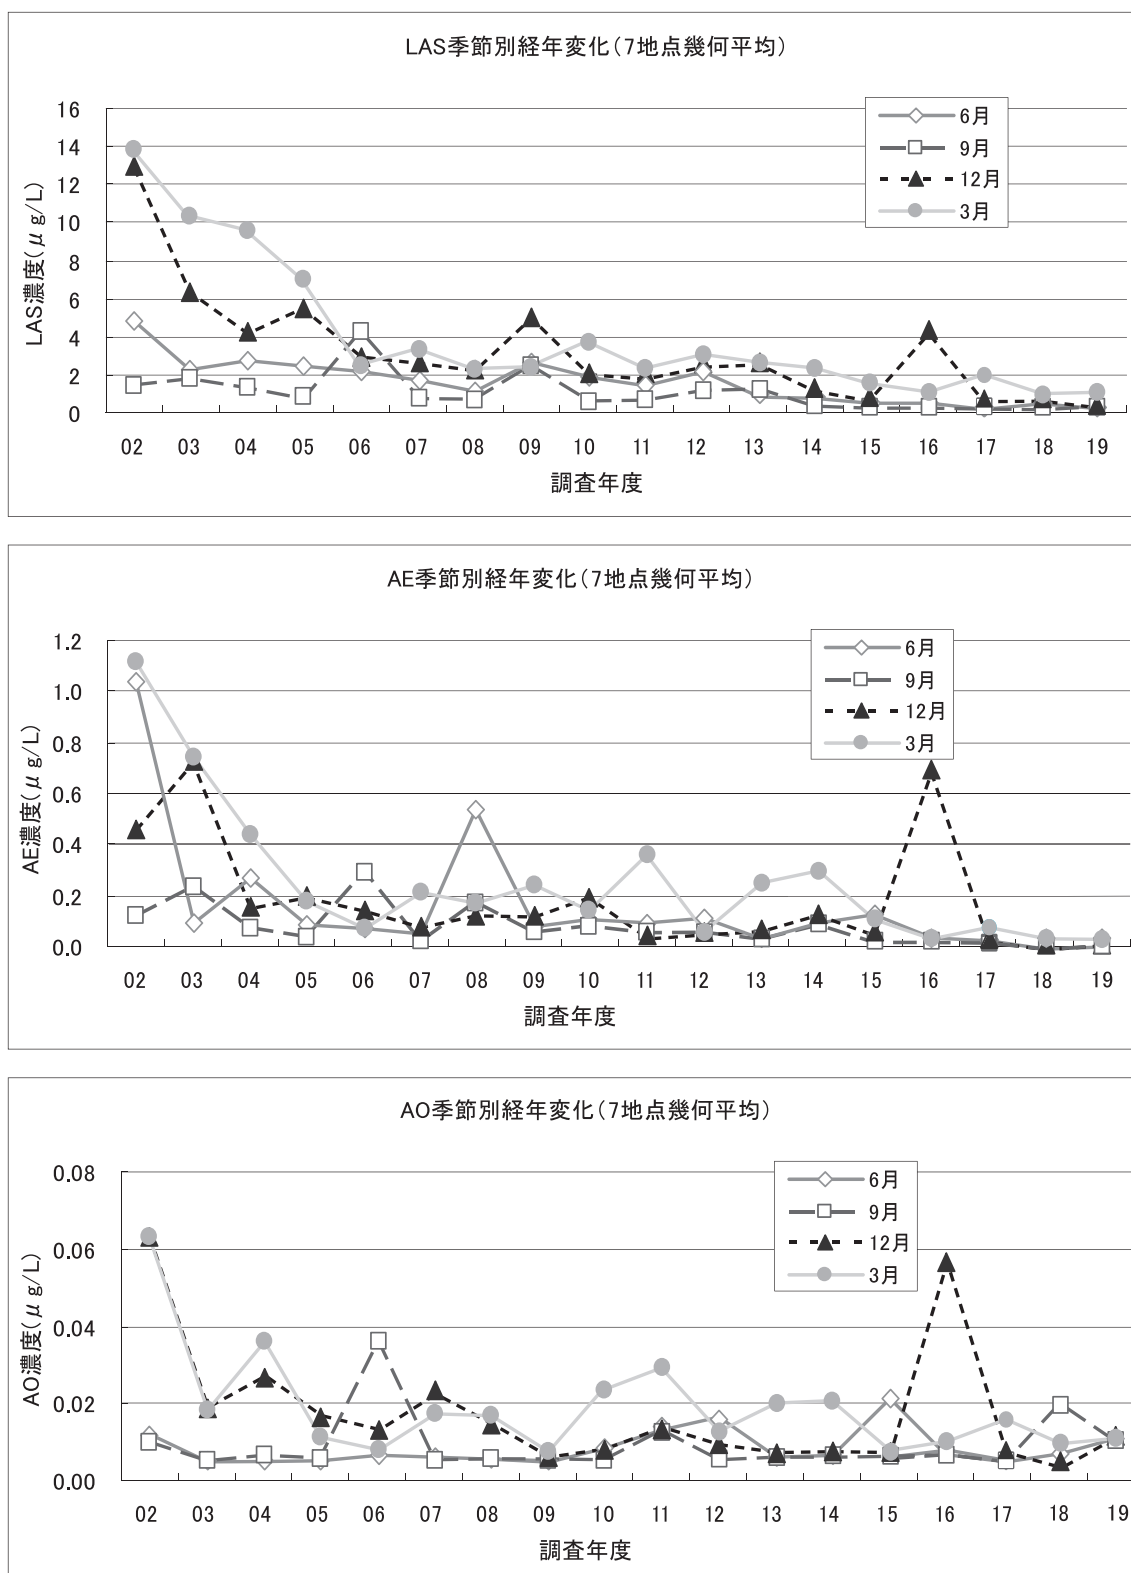 LAS季節別経年変化(7地点幾何平均)
16
14
12
10
8
6
4
2
0
LAS濃度(μg/L)
6月
9月
12月
3月
02 03 04 05 06 07 08 09 10 11 12 13 14 15 16 17 18 19
調査年度
AE季節別経年変化(7地点幾何平均)
1.2
1.0
0.8
0.6
0.4
0.2
0.0
AE濃度(μg/L)
6月
9月
12月
3月
02 03 04 05 06 07 08 09 10 11 12 13 14 15 16 17 18 19
調査年度
AO季節別経年変化(7地点幾何平均)
0.08
0.06
0.04
0.02
0.00
AO濃度(μg/L)
6月
9月
12月
3月
02 03 04 05 06 07 08 09 10 11 12 13 14 15 16 17 18 19
調査年度